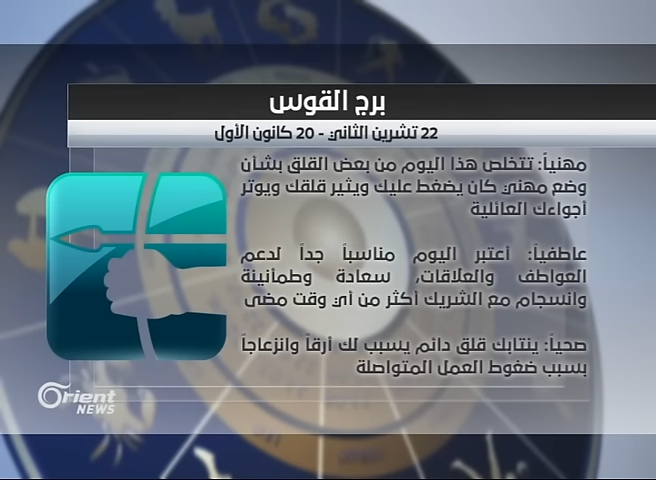 برج القوس
22 تشرين الثاني - 20 كانون الأول
مهنياً: تتخلص هذا اليوم من بعض القلق بشأن
وضع مهني كان يضغط عليك ويثير قلقك ويوتر
أجواءك العائلية
عاطفياً: أعتبر اليوم مناسباً جداً لدعم
العواطف والعلاقات، سعادة وطمأنينة
وانسجام مع الشريك أكثر من أي وقت مضى
صحياً: ينتابك قلق دائم يسبب لك أرقاً وانزعاجاً
بسبب ضغوط العمل المتواصلة
Orient
NEWS